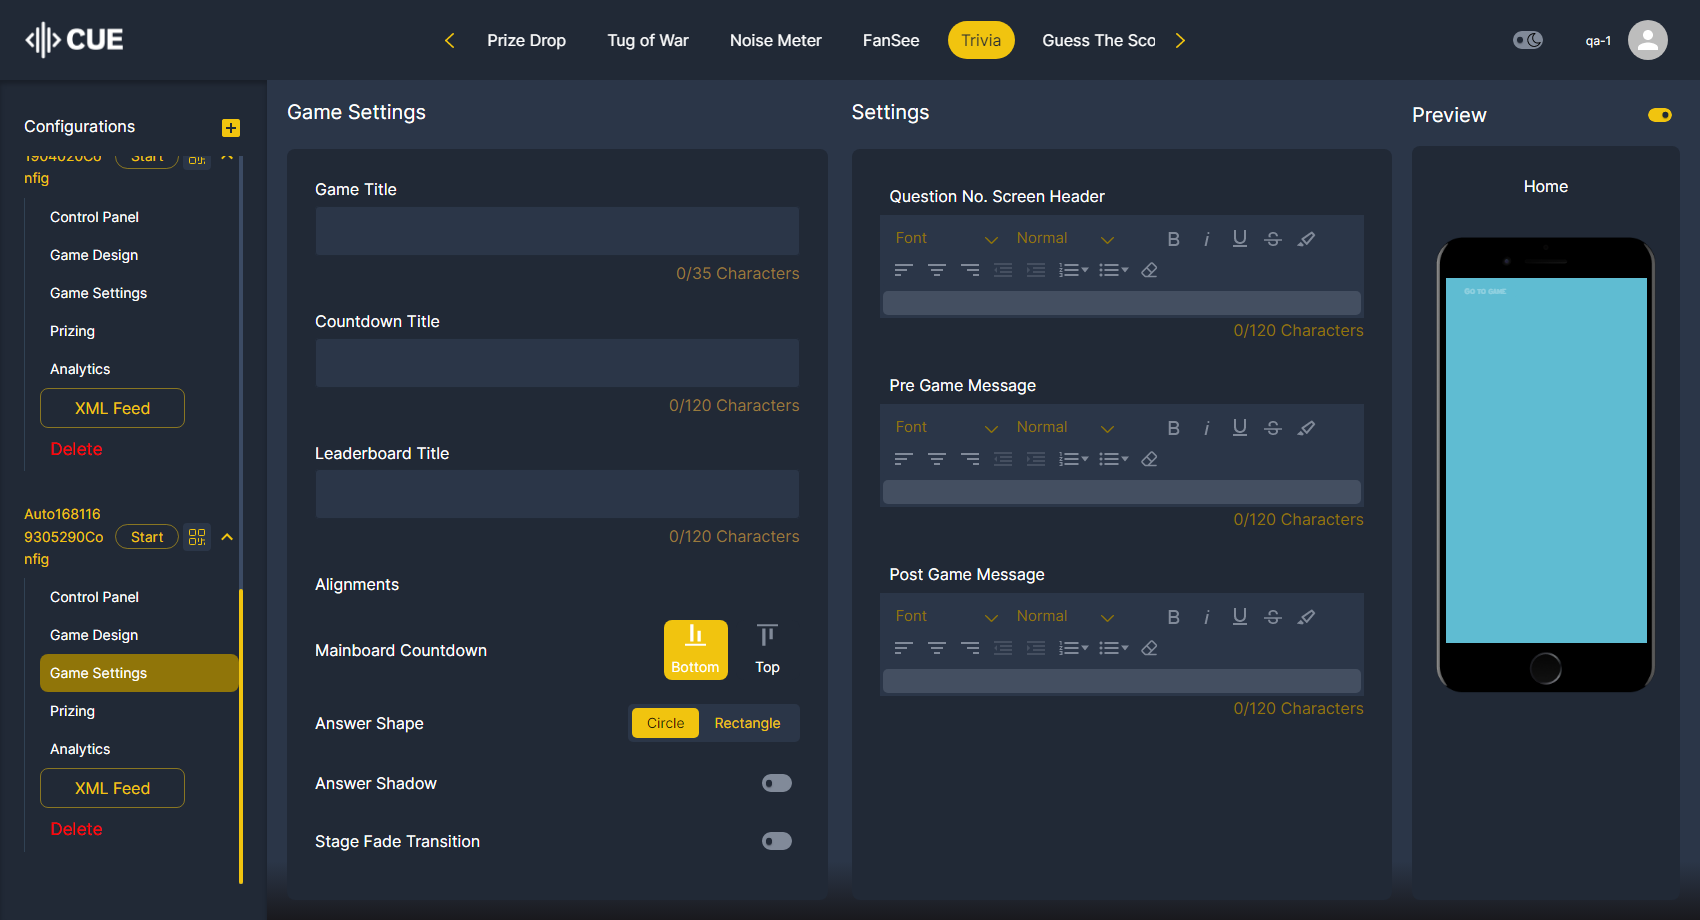 CUE
Prize Drop
Tug of War
Noise Meter
FanSee
Trivia
Guess The Sco
qa-1
Configurations
1904020Co
nfig
Start
Control Panel
Game Design
Game Settings
Prizing
Analytics
XML Feed
Delete
Auto168116
9305290Co
nfig
Start
Control Panel
Game Design
Game Settings
Prizing
Analytics
XML Feed
Delete
Game Settings
Game Title
0/35 Characters
Countdown Title
0/120 Characters
Leaderboard Title
0/120 Characters
Alignments
Mainboard Countdown
Bottom
Top
Answer Shape
Circle
Rectangle
Answer Shadow
Stage Fade Transition
Settings
Question No. Screen Header
Font
Normal
0/120 Characters
Pre Game Message
Font
Normal
0/120 Characters
Post Game Message
Font
Normal
0/120 Characters
Preview
Home
GO TO GAME